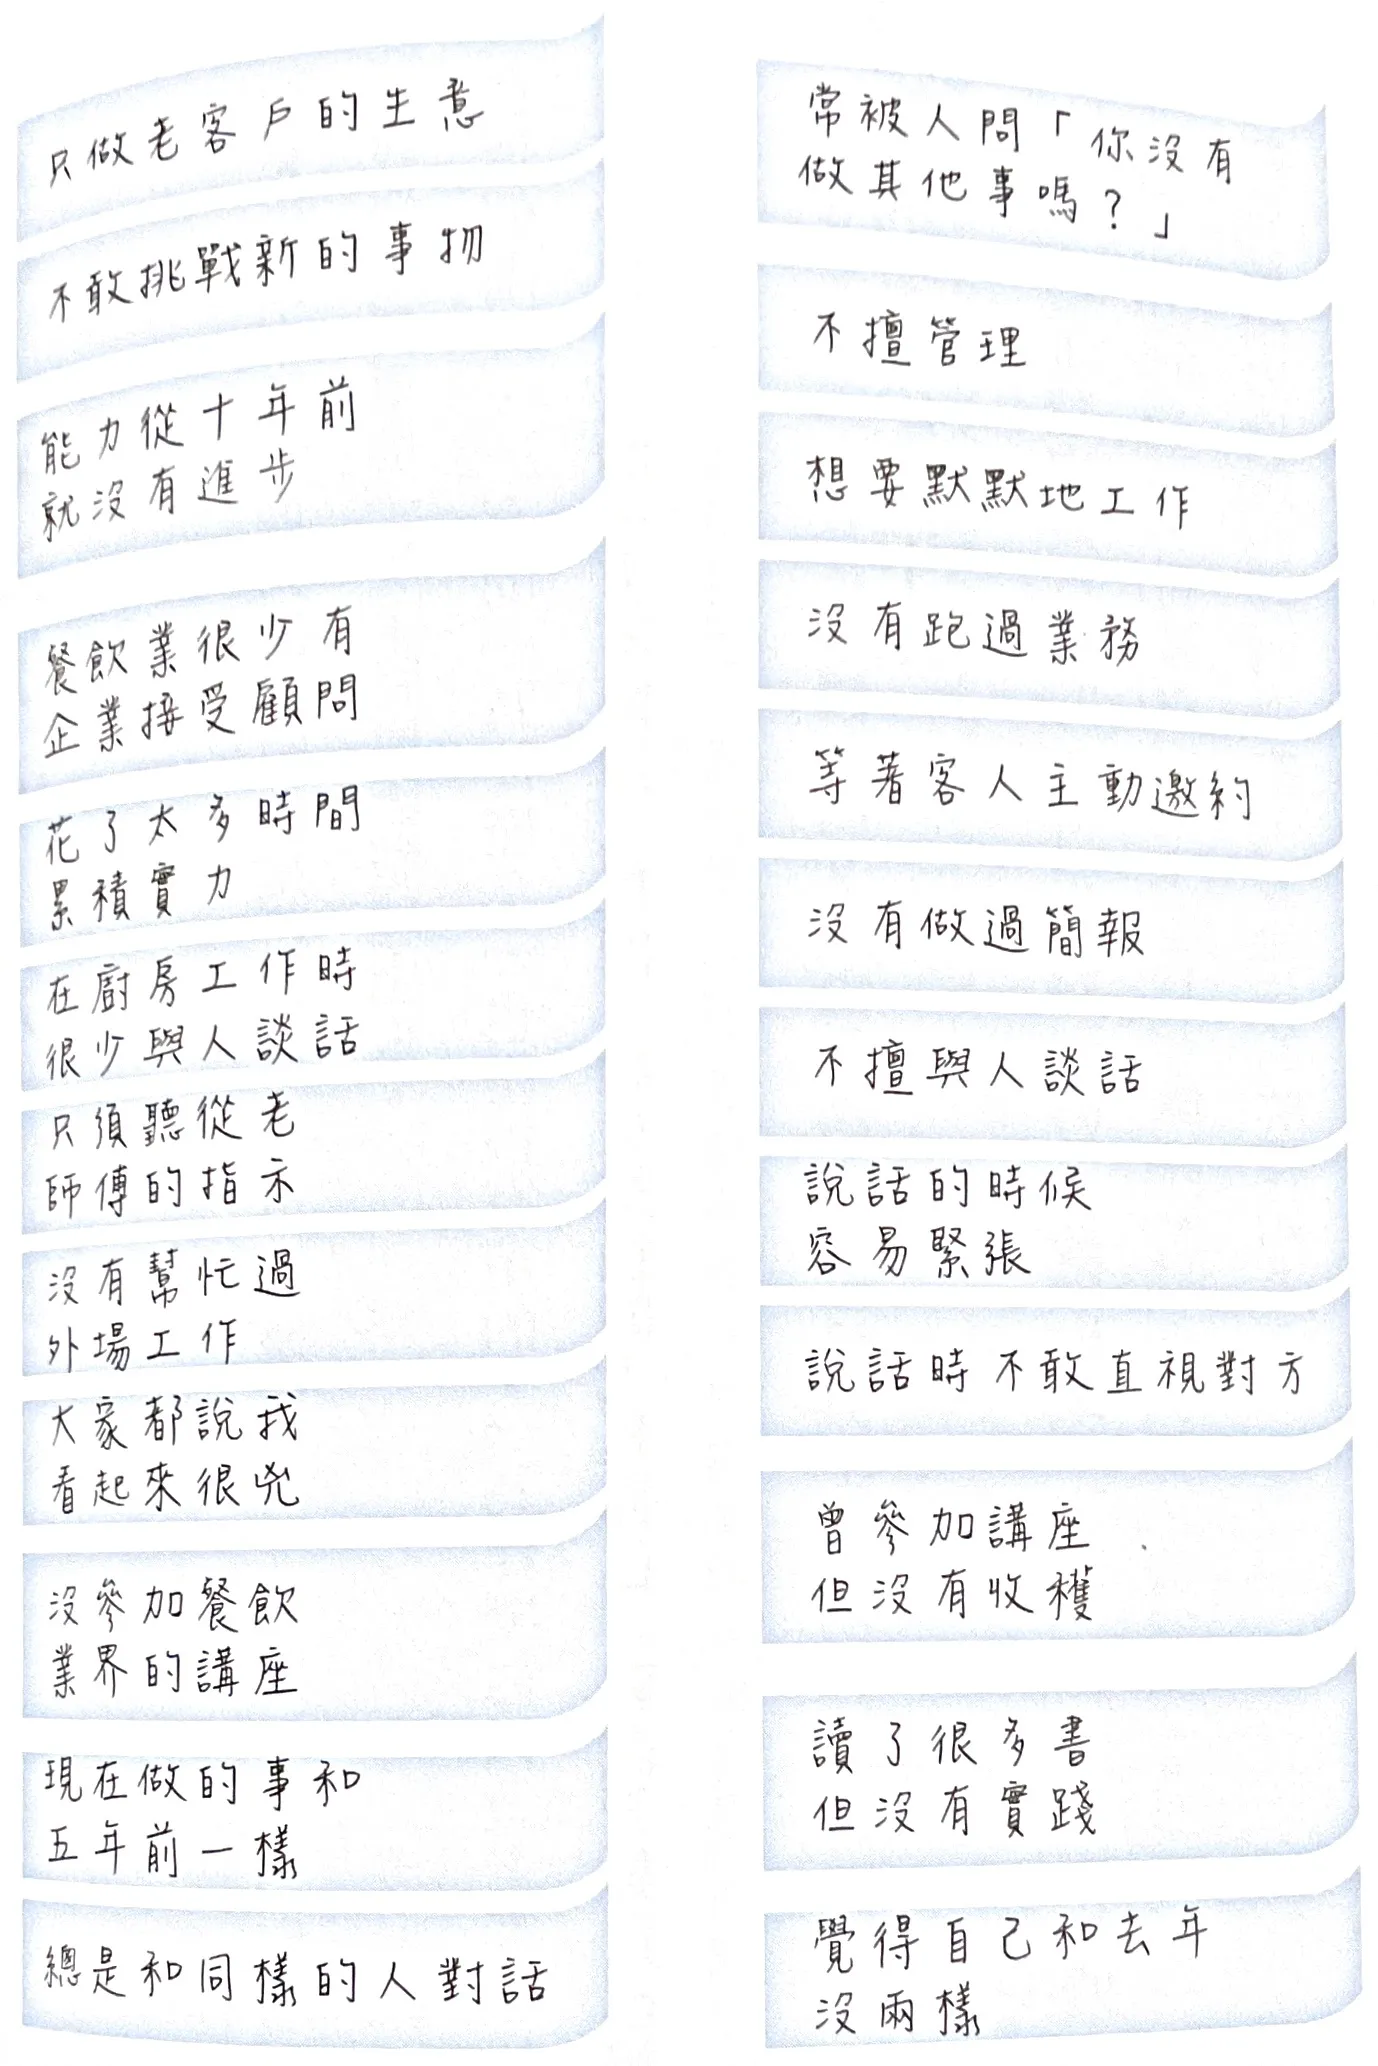 只做老客戶的生意
不敢挑戰新的事物
能力從十年前
就沒有進步
餐飲業很少有
企業接受顧問
花了太多時間
累積實力
在廚房工作時
很少與人談話
只須聽從老
師傅的指示
沒有幫忙過
外場工作
大家都說我
看起來很兇
沒參加餐飲
業界的講座
現在做的事和
五年前一樣
總是和同樣的人對話
常被人問「你沒有
做其他事嗎？」
不擅管理
想要默默地工作
沒有跑過業務
等著客人主動邀約
沒有做過簡報
不擅與人談話
說話的時候
容易緊張
說話時不敢直視對方
曾參加講座
但沒有收穫
讀了很多書
但沒有實踐
覺得自己和去年
沒兩樣